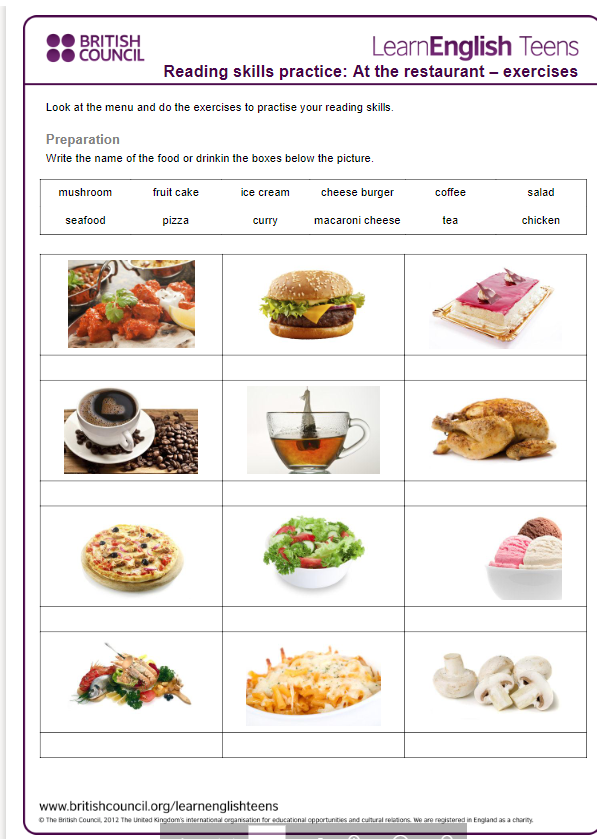 BRITISH
COUNCIL
LearnEnglish Teens
Reading skills practice: At the restaurant – exercises
Look at the menu and do the exercises to practise your reading skills.
Preparation
Write the name of the food or drinkin the boxes below the picture.
mushroom fruit cake ice cream cheese burger coffee salad
seafood pizza curry macaroni cheese tea chicken
www.britishcouncil.org/learnenglishteens
© The British Council, 2012 The United Kingdom's international organisation for educational opportunities and cultural relations. We are registered in England as a charity.